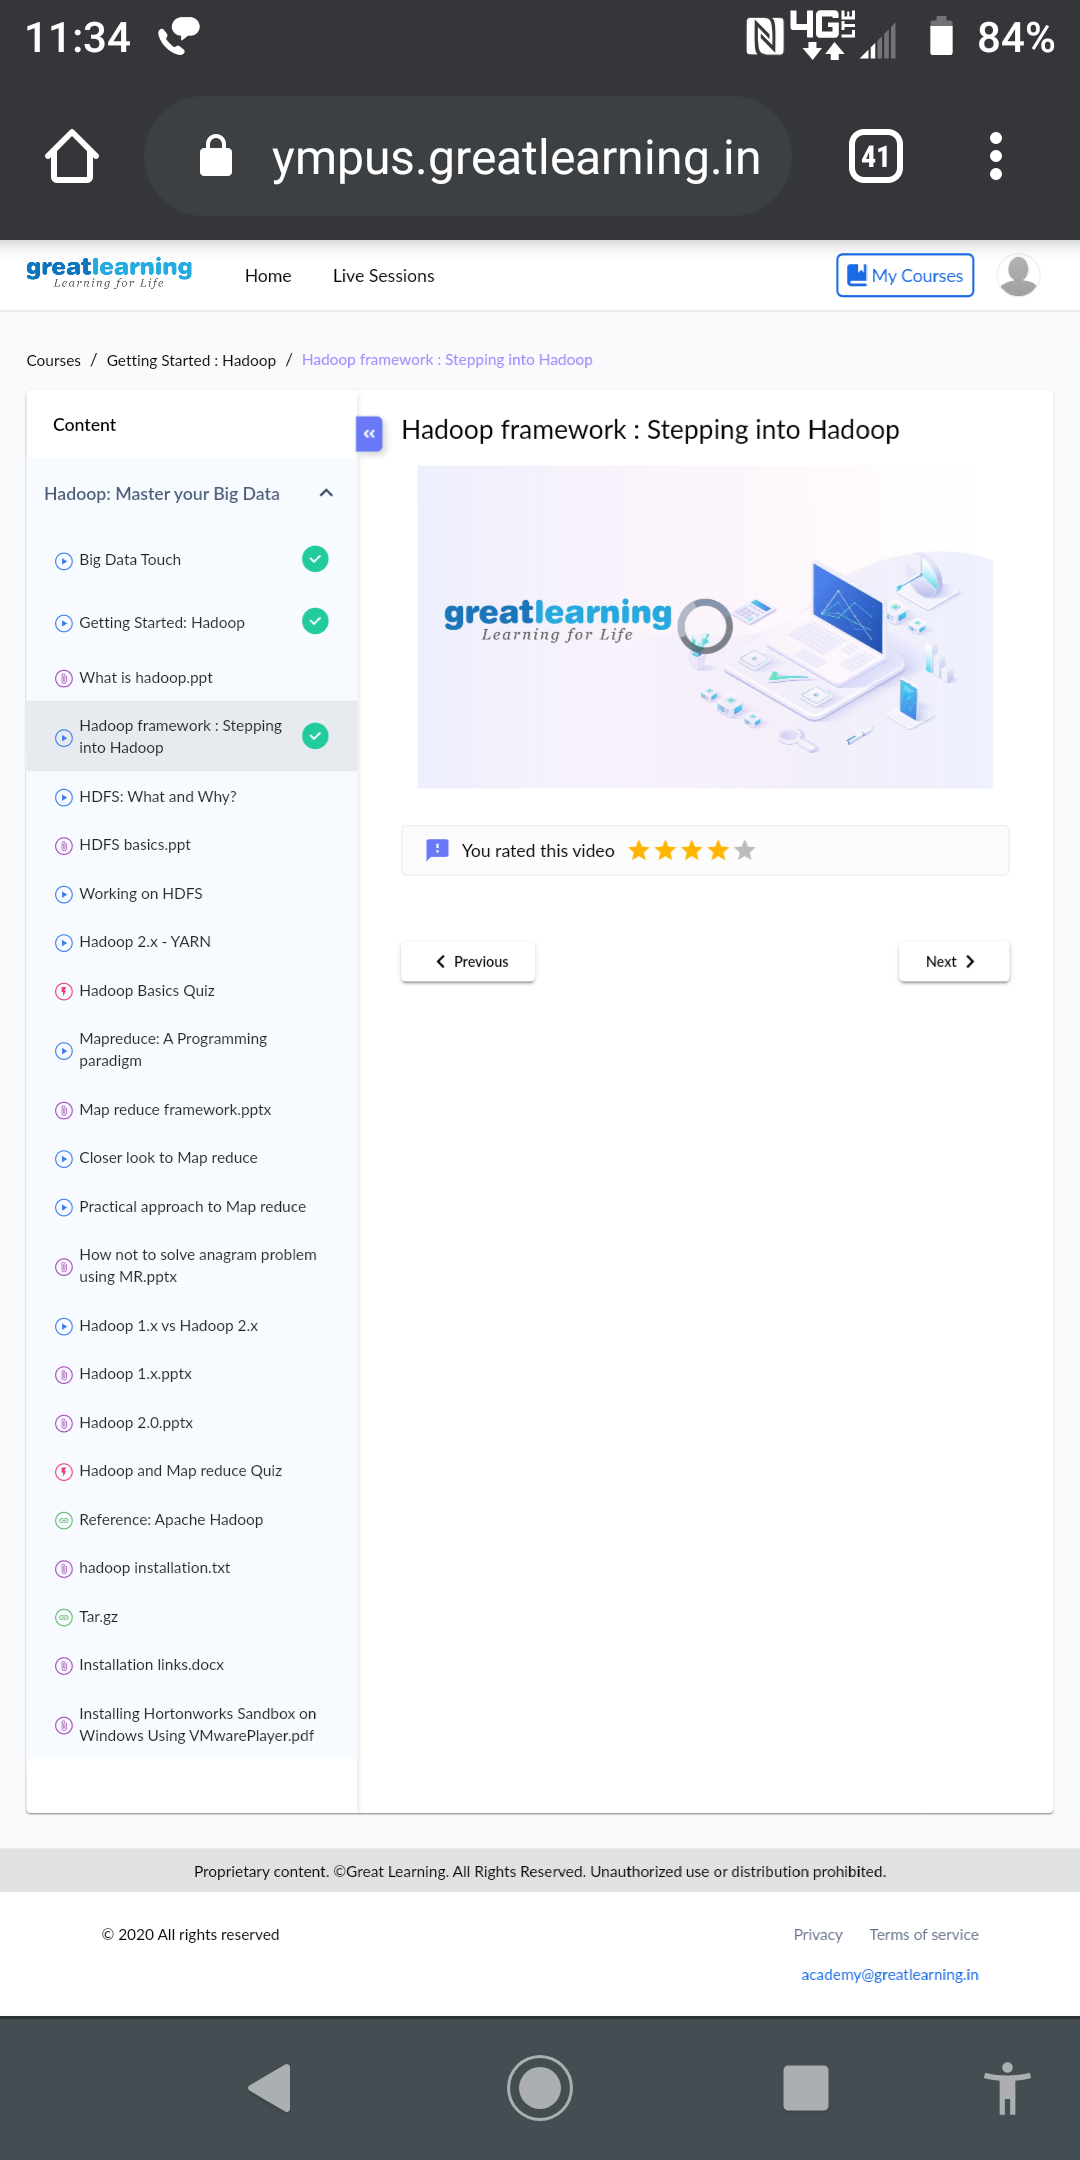 11:34
4G LTE
84%
ympus.greatlearning.in
41
greatlearning
Learning for Life
Home
Live Sessions
My Courses
Courses / Getting Started : Hadoop / Hadoop framework : Stepping into Hadoop
Content
«
Hadoop framework : Stepping into Hadoop
Hadoop: Master your Big Data
Big Data Touch
Getting Started: Hadoop
What is hadoop.ppt
Hadoop framework : Stepping
into Hadoop
HDFS: What and Why?
HDFS basics.ppt
Working on HDFS
Hadoop 2.x - YARN
Hadoop Basics Quiz
Mapreduce: A Programming
paradigm
Map reduce framework.pptx
Closer look to Map reduce
Practical approach to Map reduce
How not to solve anagram problem
using MR.pptx
Hadoop 1.x vs Hadoop 2.x
Hadoop 1.x.pptx
Hadoop 2.0.pptx
Hadoop and Map reduce Quiz
Reference: Apache Hadoop
hadoop installation.txt
Tar.gz
Installation links.docx
Installing Hortonworks Sandbox on
Windows Using VMwarePlayer.pdf
greatlearning
Learning for Life
You rated this video
Previous
Next
Proprietary content. ©Great Learning. All Rights Reserved. Unauthorized use or distribution prohibited.
© 2020 All rights reserved
Privacy
Terms of service
academy@greatlearning.in